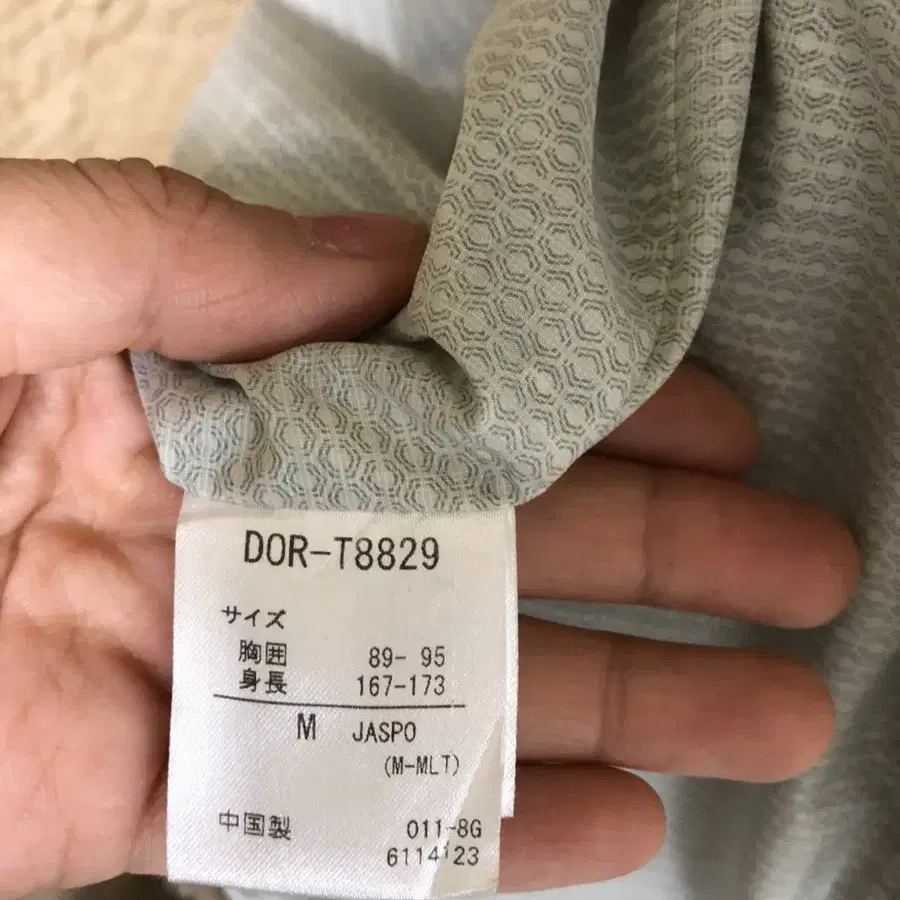 DOR-T8829
サイズ
胸囲 89- 95
身長 167-173
M JASPO
(M-MLT)
中国製 011-8G
6114123